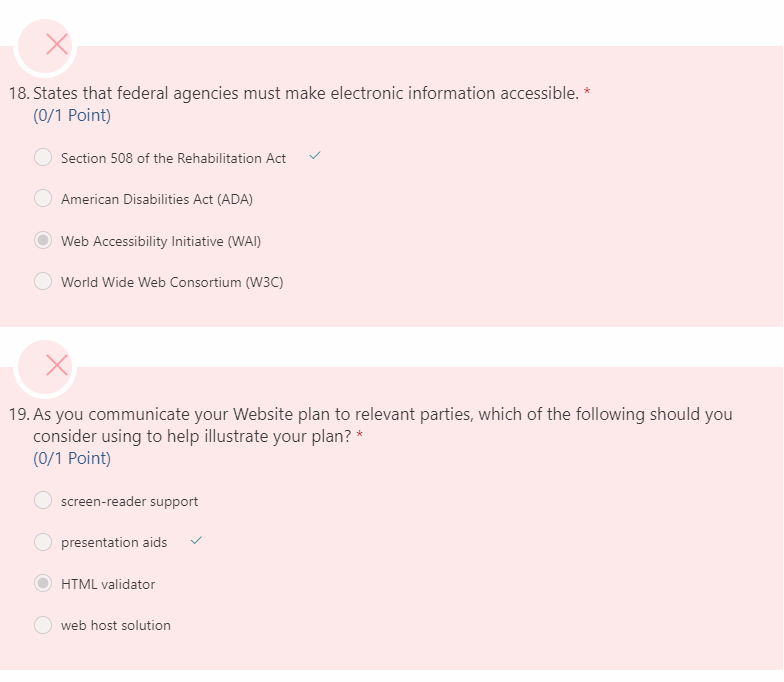 18. States that federal agencies must make electronic information accessible. *
(0/1 Point)
Section 508 of the Rehabilitation Act
American Disabilities Act (ADA)
Web Accessibility Initiative (WAI)
World Wide Web Consortium (W3C)
19. As you communicate your Website plan to relevant parties, which of the following should you
consider using to help illustrate your plan? *
(0/1 Point)
screen-reader support
presentation aids
HTML validator
web host solution